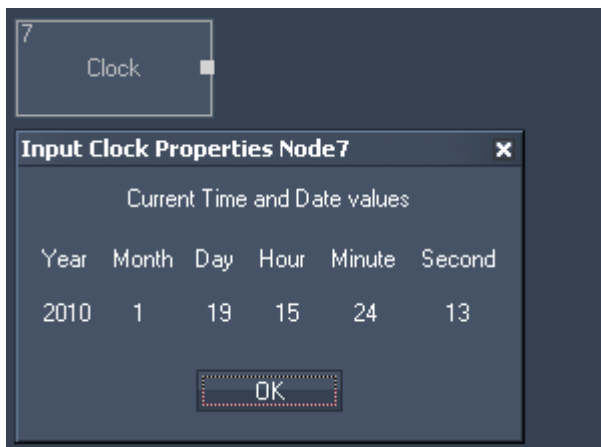 7
Clock
Input Clock Properties Node7
Current Time and Date values
Year Month Day Hour Minute Second
2010 1 19 15 24 13
OK